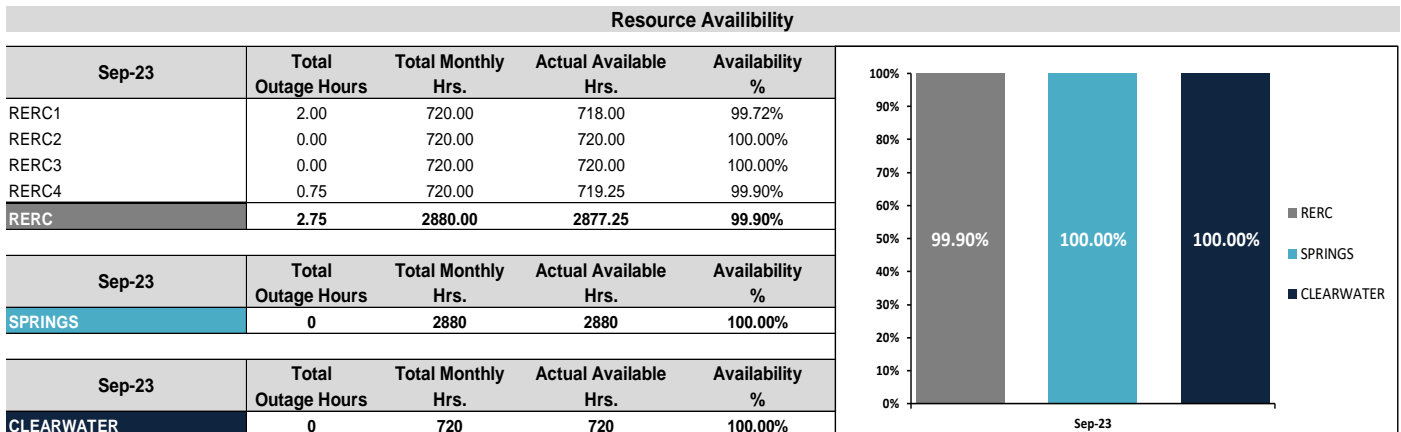 Resource Availibility
Sep-23 Total Outage Hours Total Monthly Hrs. Actual Available Hrs. Availability %
RERC1 2.00 720.00 718.00 99.72%
RERC2 0.00 720.00 720.00 100.00%
RERC3 0.00 720.00 720.00 100.00%
RERC4 0.75 720.00 719.25 99.90%
RERC 2.75 2880.00 2877.25 99.90%
Sep-23 Total Outage Hours Total Monthly Hrs. Actual Available Hrs. Availability %
SPRINGS 0 2880 2880 100.00%
Sep-23 Total Outage Hours Total Monthly Hrs. Actual Available Hrs. Availability %
CLEARWATER 0 720 720 100.00%
100%
90%
80%
70%
60%
50%
40%
30%
20%
10%
0%
99.90% 100.00% 100.00%
Sep-23
RERC
SPRINGS
CLEARWATER